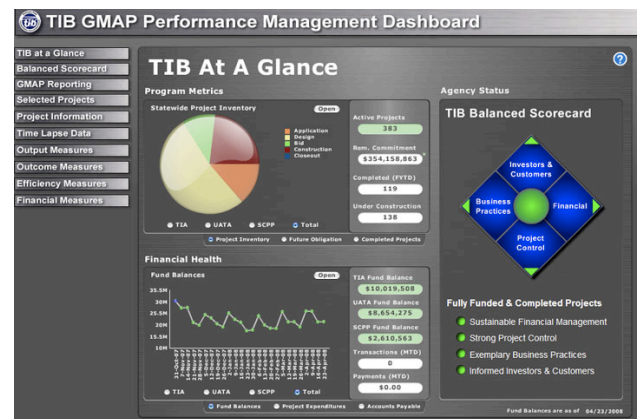 tib TIB GMAP Performance Management Dashboard
TIB at a Glance
Balanced Scorecard
GMAP Reporting
Selected Projects
Project Information
Time Lapse Data
Output Measures
Outcome Measures
Efficiency Measures
Financial Measures
TIB At A Glance
?
Program Metrics
Statewide Project Inventory
Open
Application
Design
Bid
Construction
Closeout
TIA UATA SCPP Total
Project Inventory Future Obligation Completed Projects
Active Projects
383
Rem. Commitment
$354,158,863
Completed (FYTD)
119
Under Construction
138
Financial Health
Fund Balances
Open
35.5M
30M
25.5M
20M
15.5M
10M
31-Oct-07
TIA UATA SCPP Total
Fund Balances Project Expenditures Accounts Payable
TIA Fund Balance
$10,019,508
UATA Fund Balance
$8,654,275
SCPP Fund Balance
$2,610,563
Transactions (MTD)
0
Payments (MTD)
$0.00
Agency Status
TIB Balanced Scorecard
Investors &
Customers
Business
Practices
Financial
Project
Control
Fully Funded & Completed Projects
Sustainable Financial Management
Strong Project Control
Exemplary Business Practices
Informed Investors & Customers
Fund Balances are as of 04/23/2008